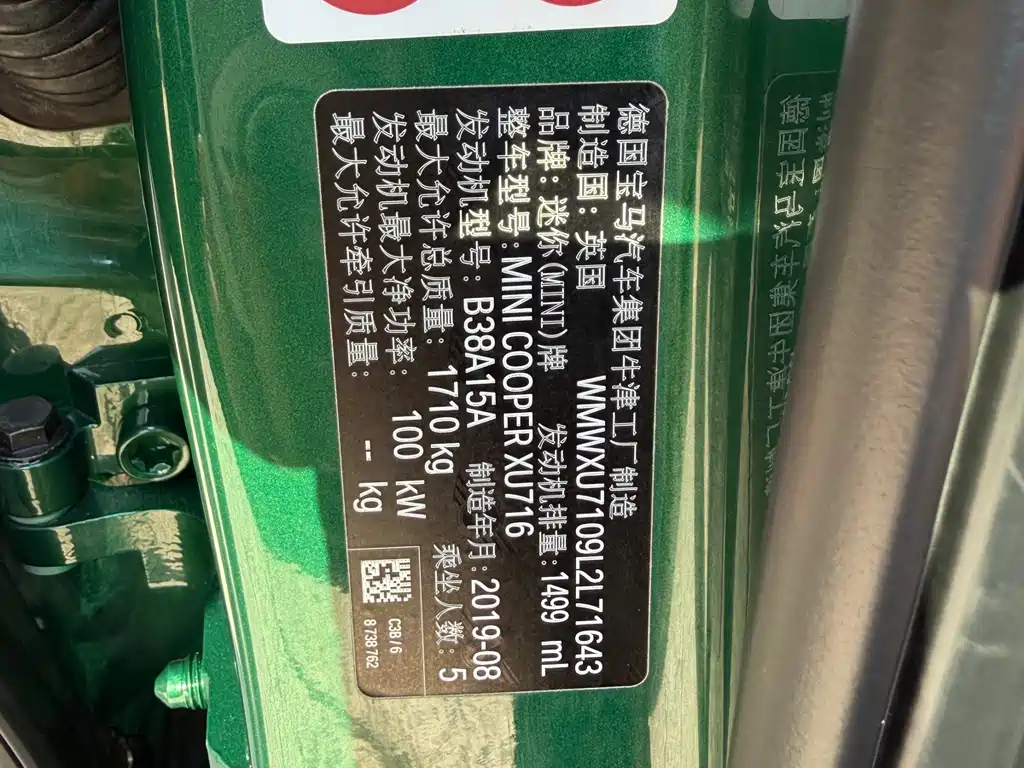 德国宝马汽车集团牛津工厂制造
制造国: 英国 WMWXU7109L2L71643
品牌: 迷你(MINI)牌 发动机排量: 1499 mL
整车型号: MINI COOPER XU716
发动机型号: B38A15A 制造年月: 2019-08
最大允许总质量: 1710 kg 乘坐人数: 5
发动机最大净功率: 100 kW
最大允许牵引质量: -- kg
C38/6
8 738 762